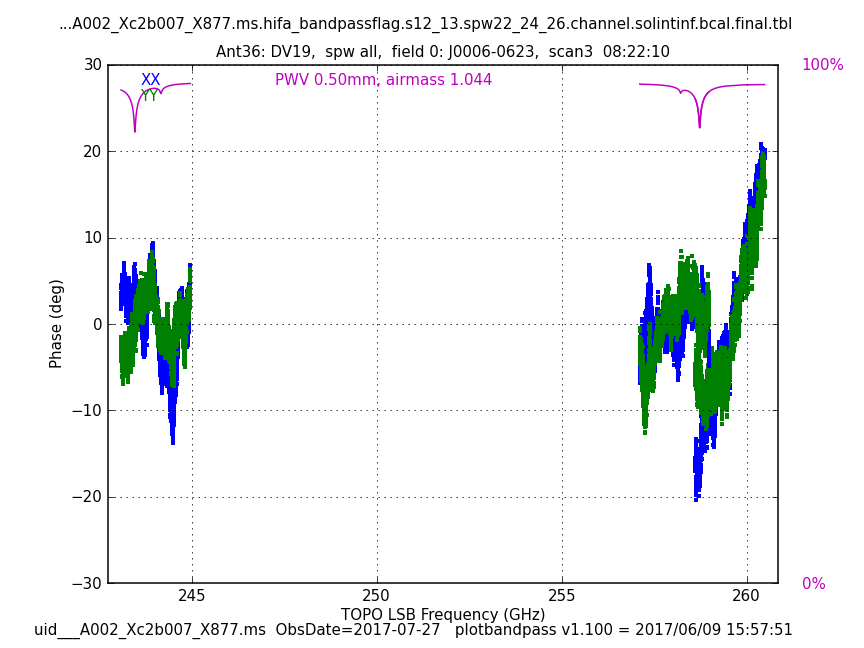 ...A002_Xc2b007_X877.ms.hifa_bandpassflag.s12_13.spw22_24_26.channel.solintinf.bcal.final.tbl
Ant36: DV19,  spw all,  field 0: J0006-0623,  scan3  08:22:10
30
20
10
0
−10
−20
−30
Phase (deg)
XX
YY
PWV 0.50mm, airmass 1.044
100%
0%
245
250
255
260
TOPO LSB Frequency (GHz)
uid___A002_Xc2b007_X877.ms  ObsDate=2017-07-27   plotbandpass v1.100 = 2017/06/09 15:57:51